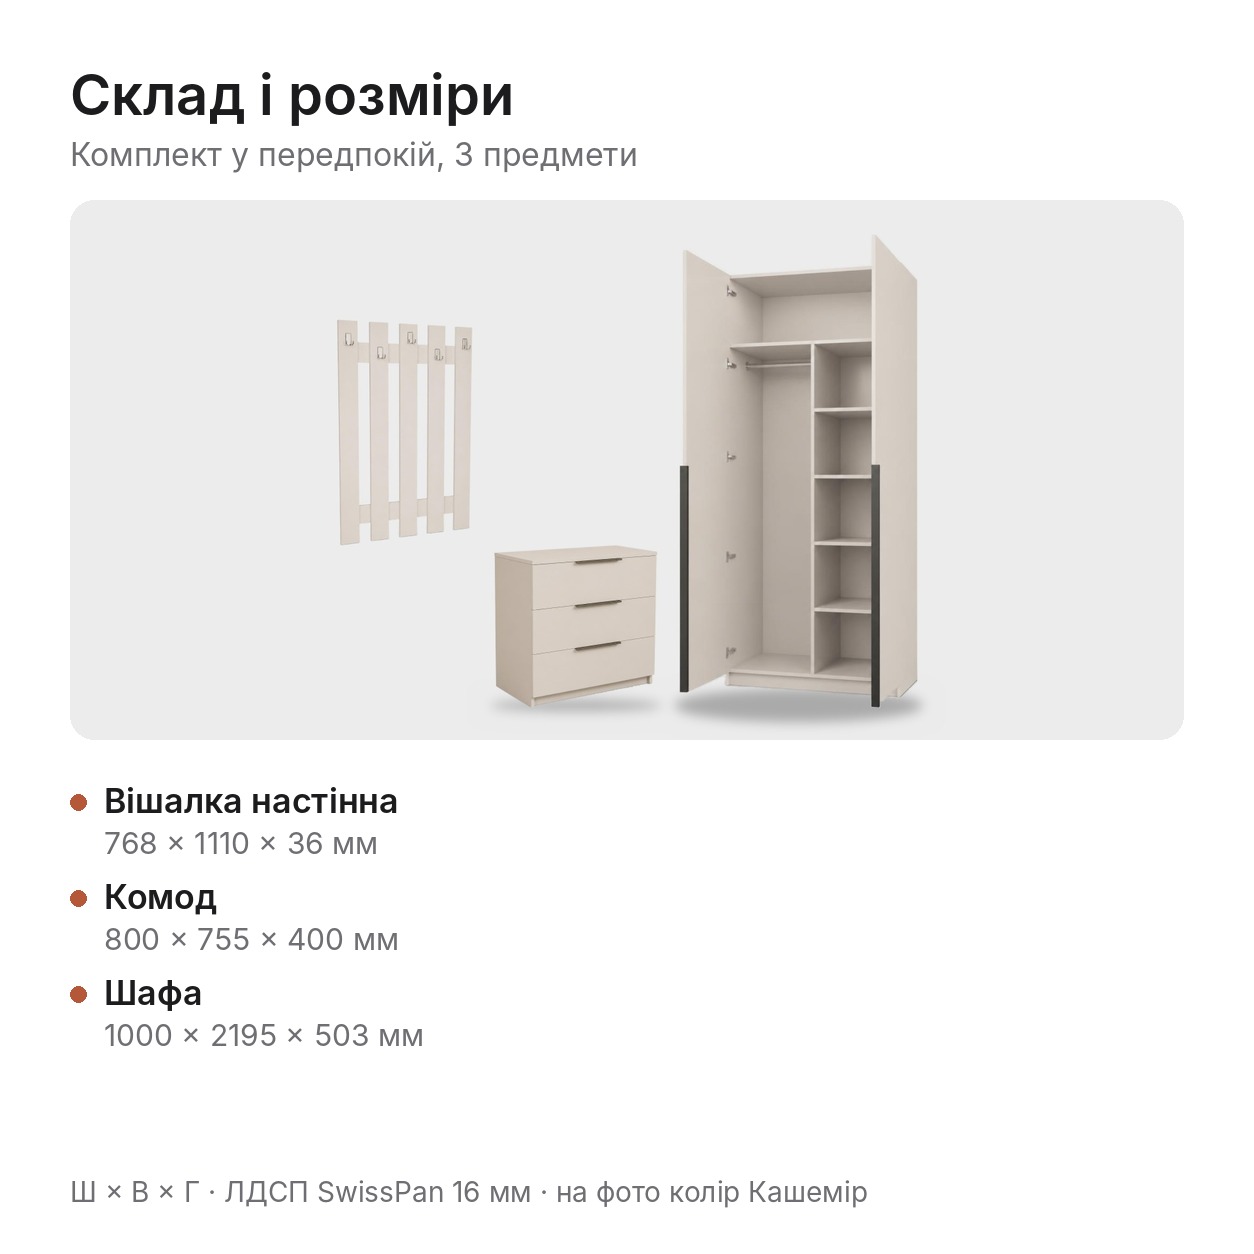 Склад і розміри
Комплект у передпокій, 3 предмети
Вішалка настінна
768 × 1110 × 36 мм
Комод
800 × 755 × 400 мм
Шафа
1000 × 2195 × 503 мм
Ш × В × Г · ЛДСП SwissPan 16 мм · на фото колір Кашемір